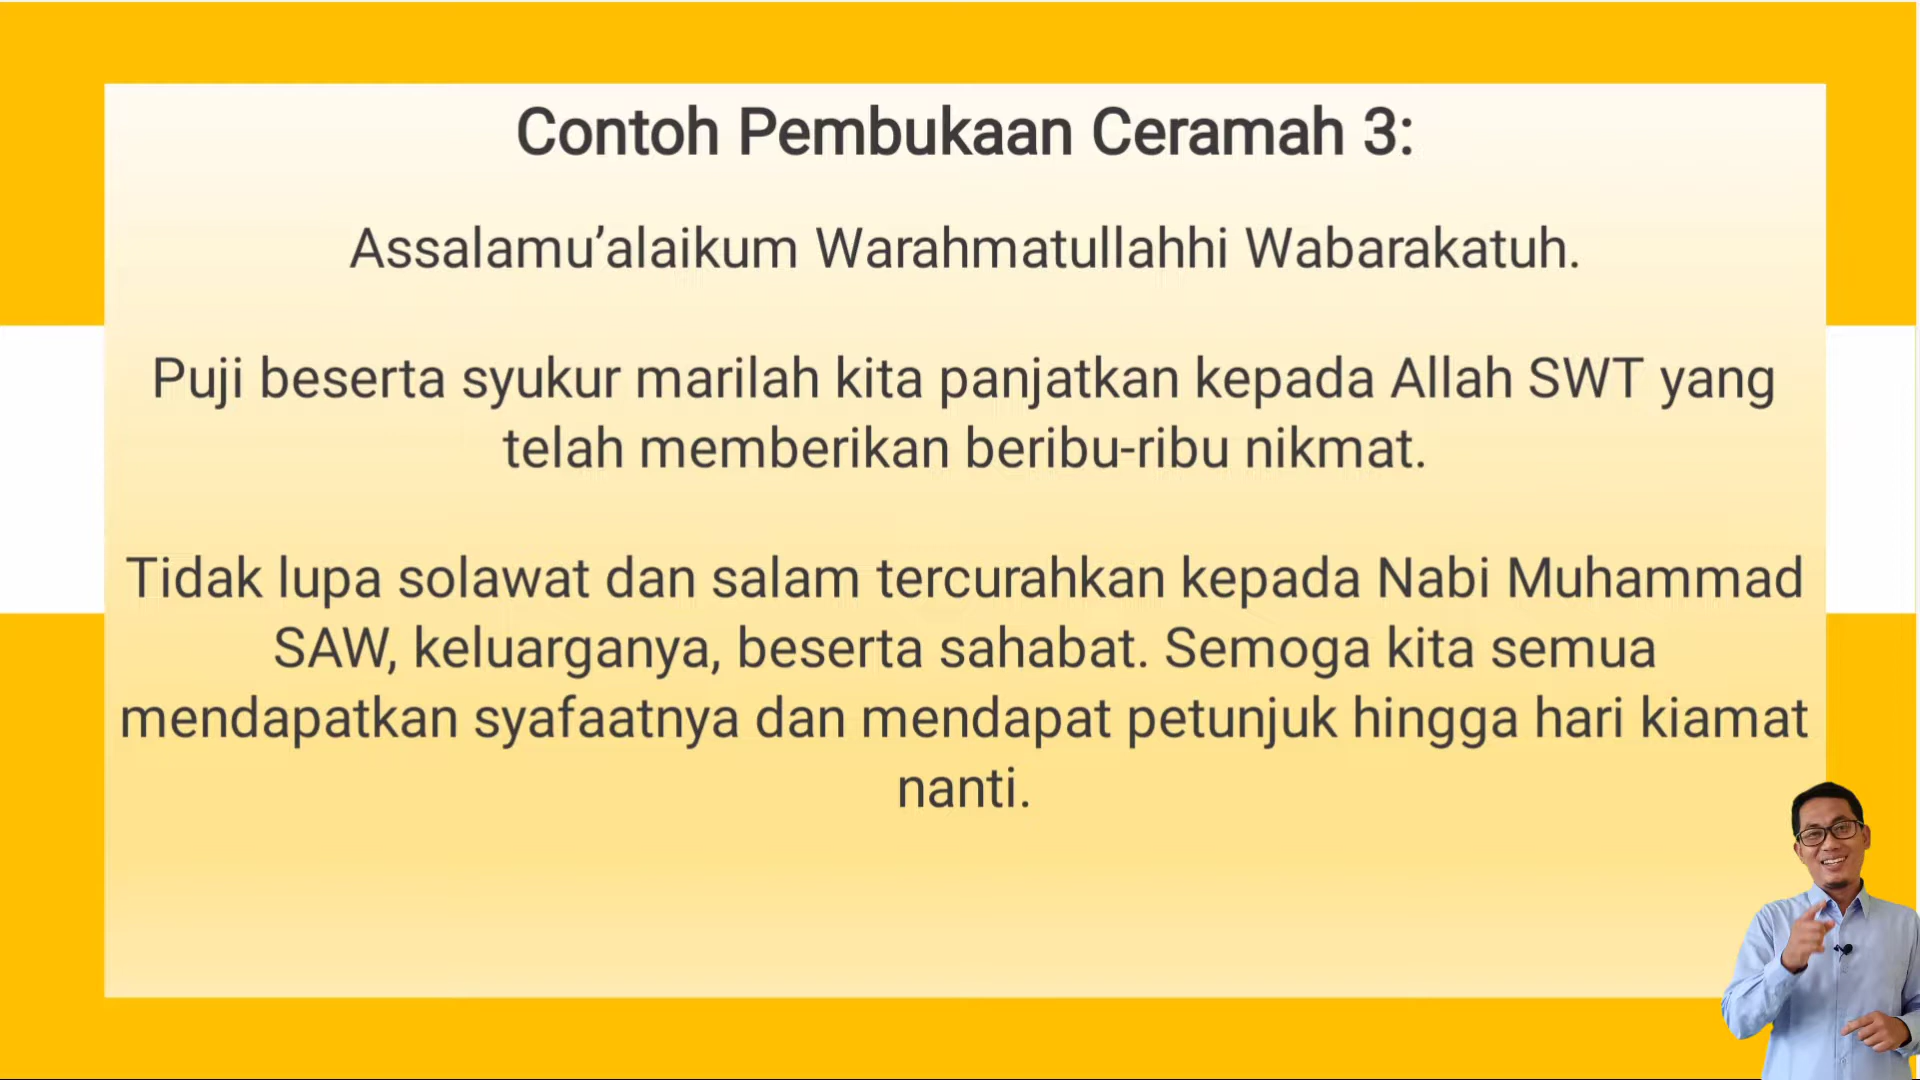 Contoh Pembukaan Ceramah 3:
Assalamu’alaikum Warahmatullahhi Wabarakatuh.
Puji beserta syukur marilah kita panjatkan kepada Allah SWT yang
telah memberikan beribu-ribu nikmat.
Tidak lupa solawat dan salam tercurahkan kepada Nabi Muhammad
SAW, keluarganya, beserta sahabat. Semoga kita semua
mendapatkan syafaatnya dan mendapat petunjuk hingga hari kiamat
nanti.